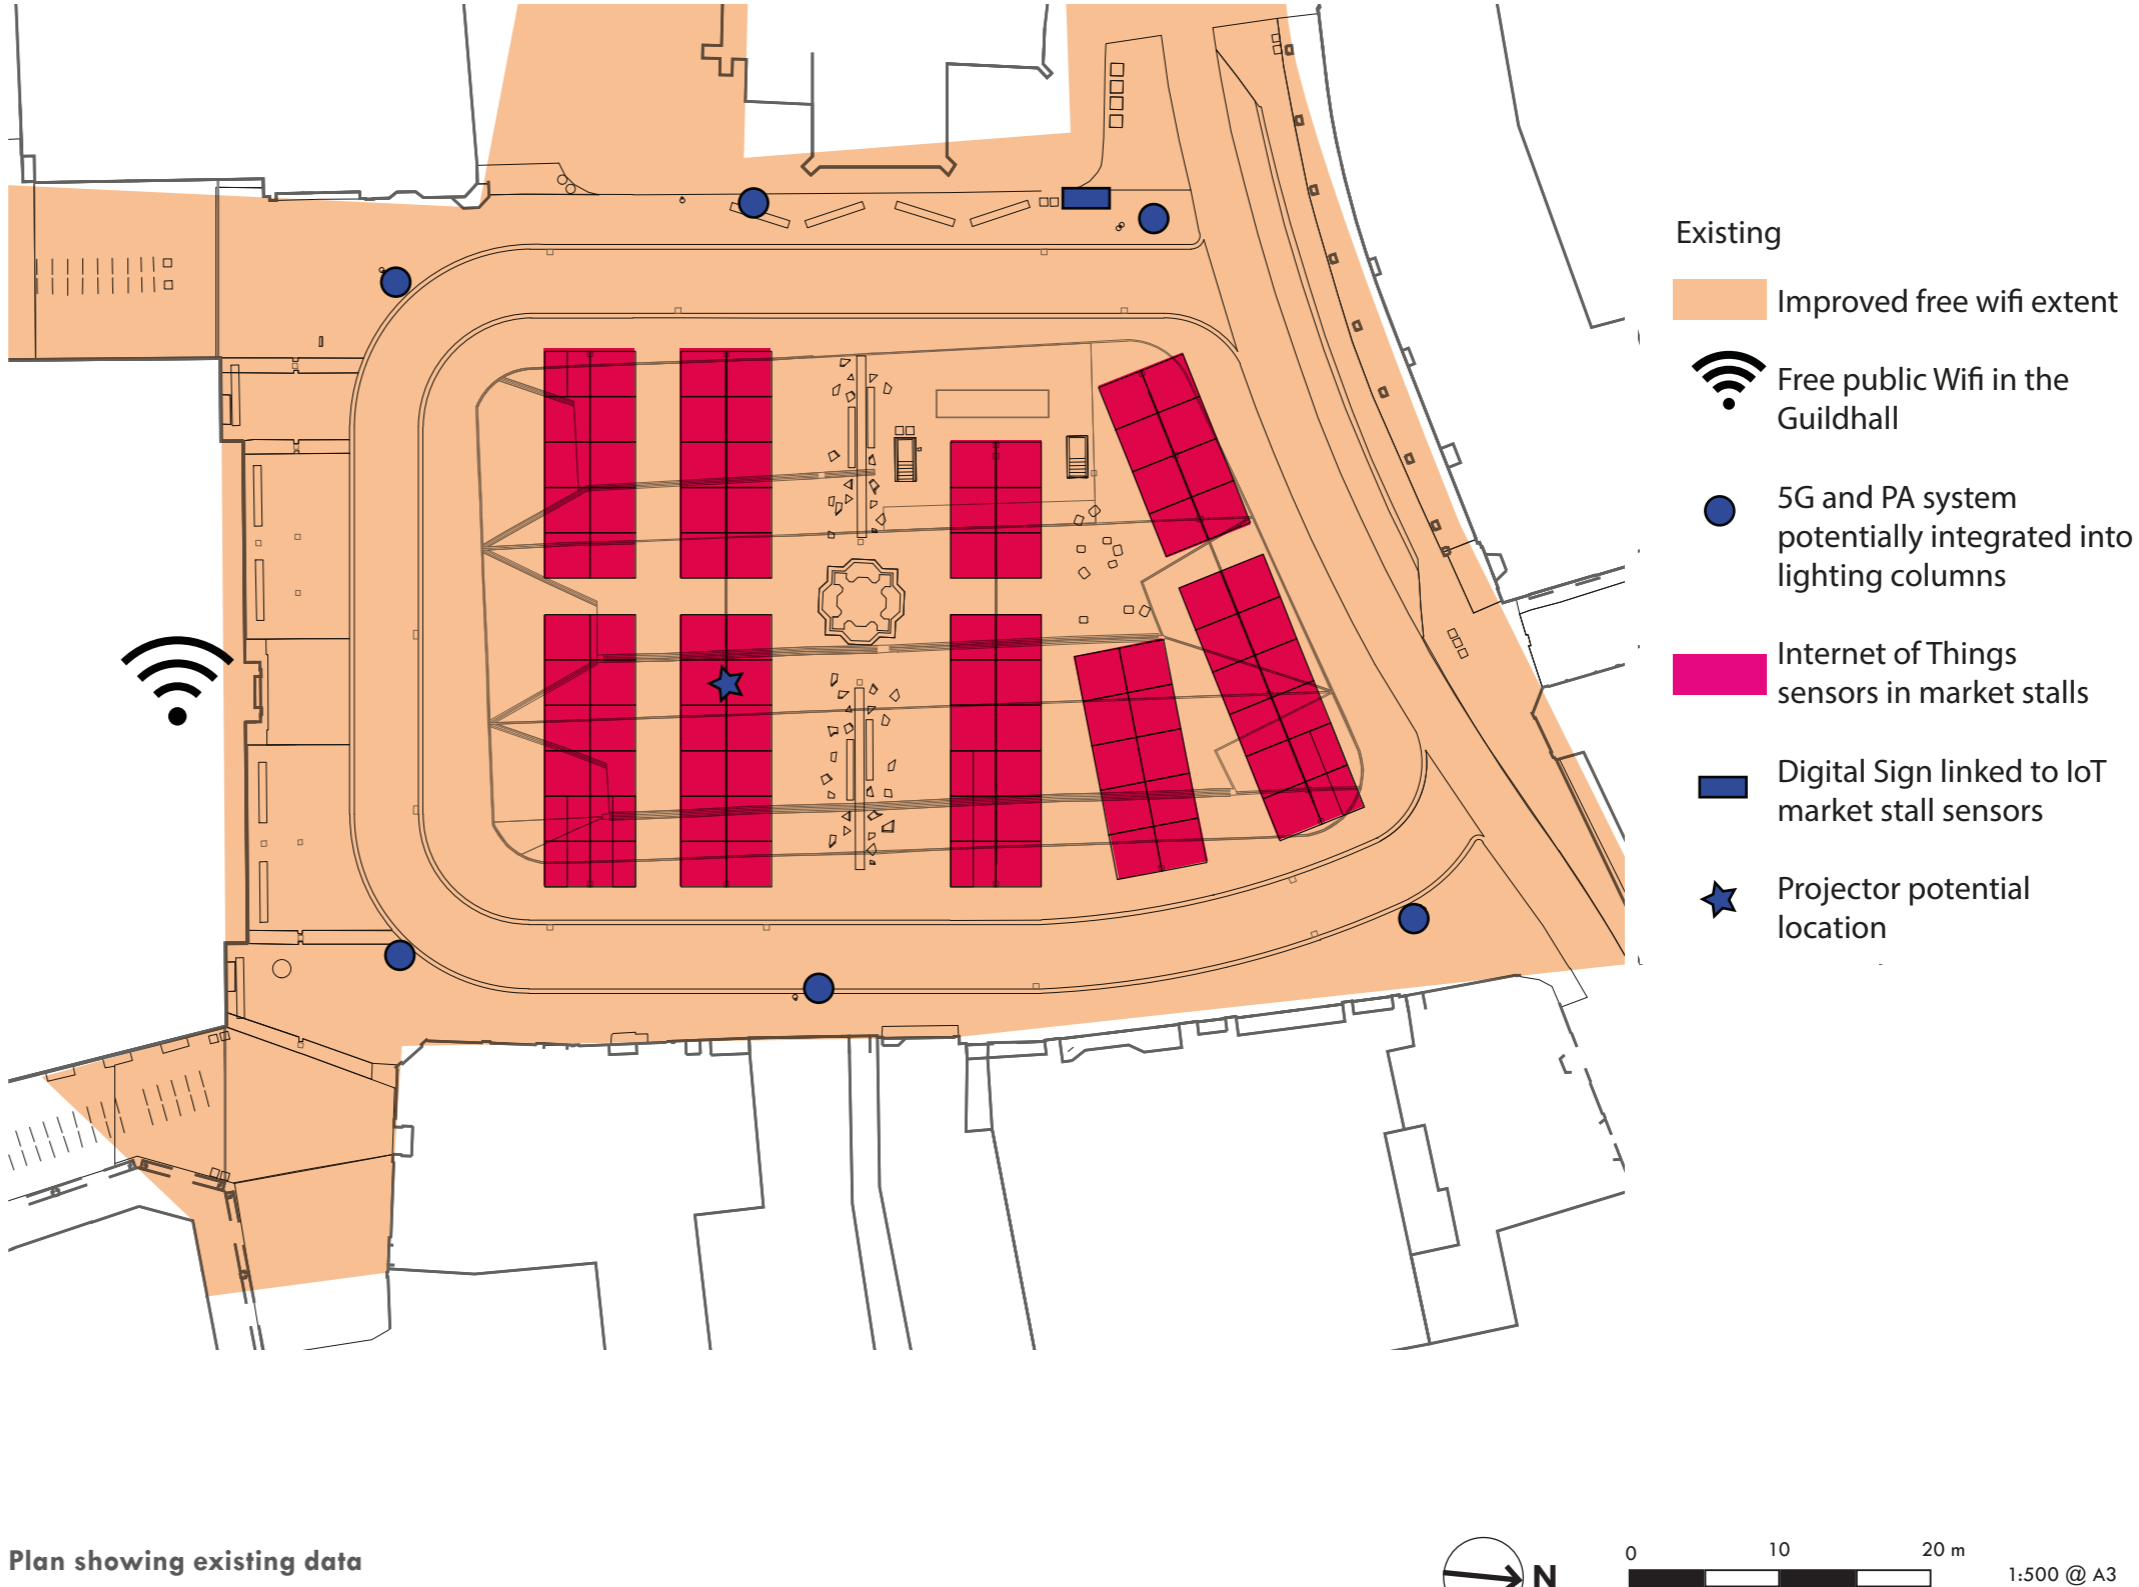 Existing
Improved free wifi extent
Free public Wifi in the
Guildhall
5G and PA system
potentially integrated into
lighting columns
Internet of Things
sensors in market stalls
Digital Sign linked to IoT
market stall sensors
Projector potential
location
Plan showing existing data
N
0 10 20 m
1:500 @ A3